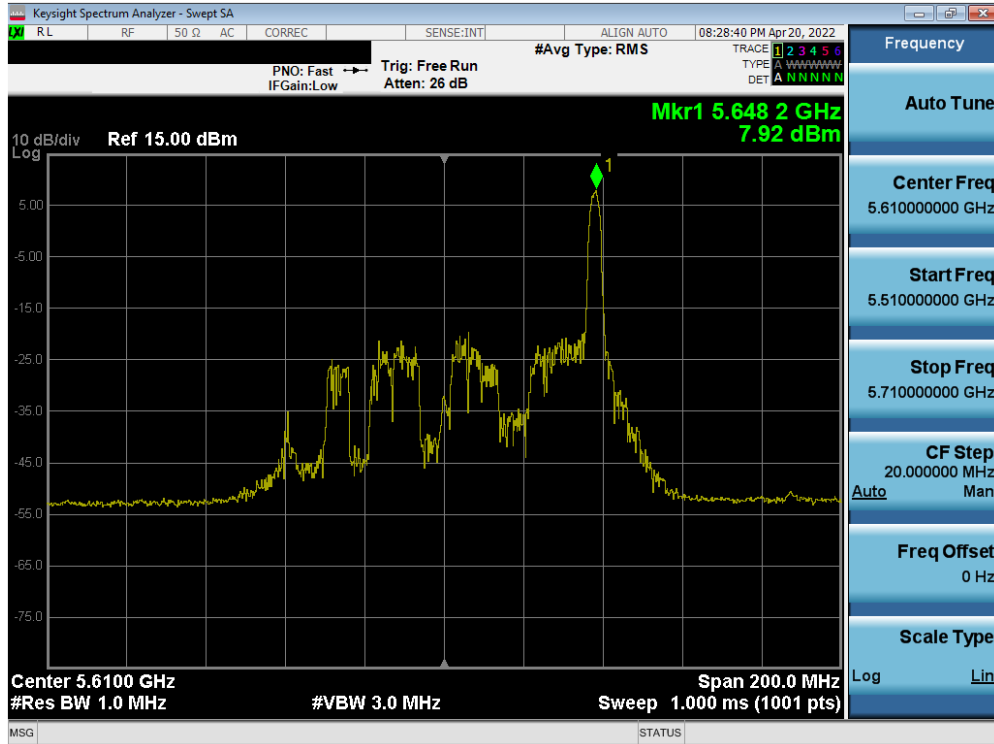 Keysight Spectrum Analyzer - Swept SA
LXI RL RF 50 Ω AC CORREC SENSE:INT ALIGN AUTO 08:28:40 PM Apr 20, 2022
#Avg Type: RMS
TRACE 1 2 3 4 5 6
PNO: Fast Trig: Free Run
TYPE A WWWWW
IFGain:Low Atten: 26 dB
DET A N N N N N
Mkr1 5.648 2 GHz
7.92 dBm
10 dB/div Ref 15.00 dBm
Log
1
5.00
-5.00
-15.0
-25.0
-35.0
-45.0
-55.0
-65.0
-75.0
Center 5.6100 GHz Span 200.0 MHz
#Res BW 1.0 MHz #VBW 3.0 MHz Sweep 1.000 ms (1001 pts)
MSG STATUS
Frequency
Auto Tune
Center Freq
5.610000000 GHz
Start Freq
5.510000000 GHz
Stop Freq
5.710000000 GHz
CF Step
20.000000 MHz
Auto Man
Freq Offset
0 Hz
Scale Type
Log Lin